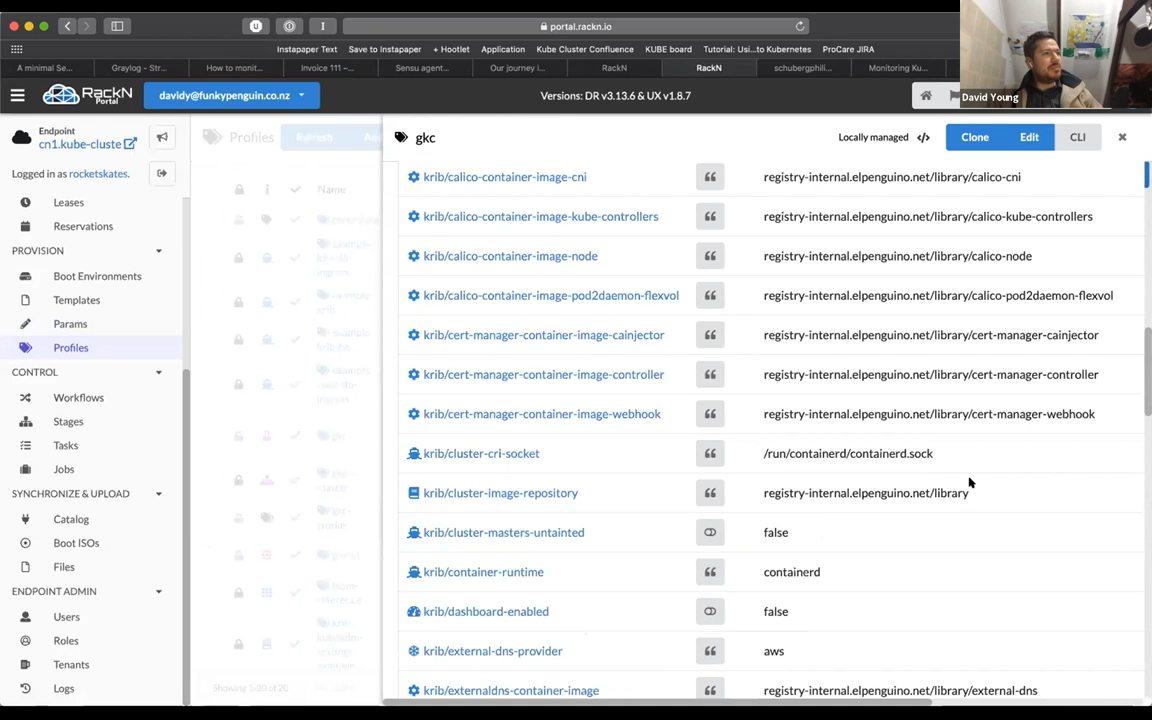 portal.rackn.io
Instapaper Text
Save to Instapaper
+ Hootlet
Application
Kube Cluster Confluence
KUBE board
Tutorial: Usi...to Kubernetes
ProCare JIRA
A minimal Se...
Graylog - Str...
How to monit...
Invoice 111 –...
Sensu agent...
Our journey i...
RackN
RackN
schubergphili...
Monitoring Ku...
David Young
RackN
Portal
davidy@funkypenguin.co.nz
Versions: DR v3.13.6 & UX v1.8.7
Endpoint
cn1.kube-cluste
Logged in as rocketskates.
Leases
Reservations
PROVISION
Boot Environments
Templates
Params
Profiles
CONTROL
Workflows
Stages
Tasks
Jobs
SYNCHRONIZE & UPLOAD
Catalog
Boot ISOs
Files
ENDPOINT ADMIN
Users
Roles
Tenants
Logs
Profiles
Refresh
Name
gkc
Locally managed
Clone
Edit
CLI
krib/calico-container-image-cni registry-internal.elpenguino.net/library/calico-cni
krib/calico-container-image-kube-controllers registry-internal.elpenguino.net/library/calico-kube-controllers
krib/calico-container-image-node registry-internal.elpenguino.net/library/calico-node
krib/calico-container-image-pod2daemon-flexvol registry-internal.elpenguino.net/library/calico-pod2daemon-flexvol
krib/cert-manager-container-image-cainjector registry-internal.elpenguino.net/library/cert-manager-cainjector
krib/cert-manager-container-image-controller registry-internal.elpenguino.net/library/cert-manager-controller
krib/cert-manager-container-image-webhook registry-internal.elpenguino.net/library/cert-manager-webhook
krib/cluster-cri-socket /run/containerd/containerd.sock
krib/cluster-image-repository registry-internal.elpenguino.net/library
krib/cluster-masters-untainted false
krib/container-runtime containerd
krib/dashboard-enabled false
krib/external-dns-provider aws
krib/externaldns-container-image registry-internal.elpenguino.net/library/external-dns